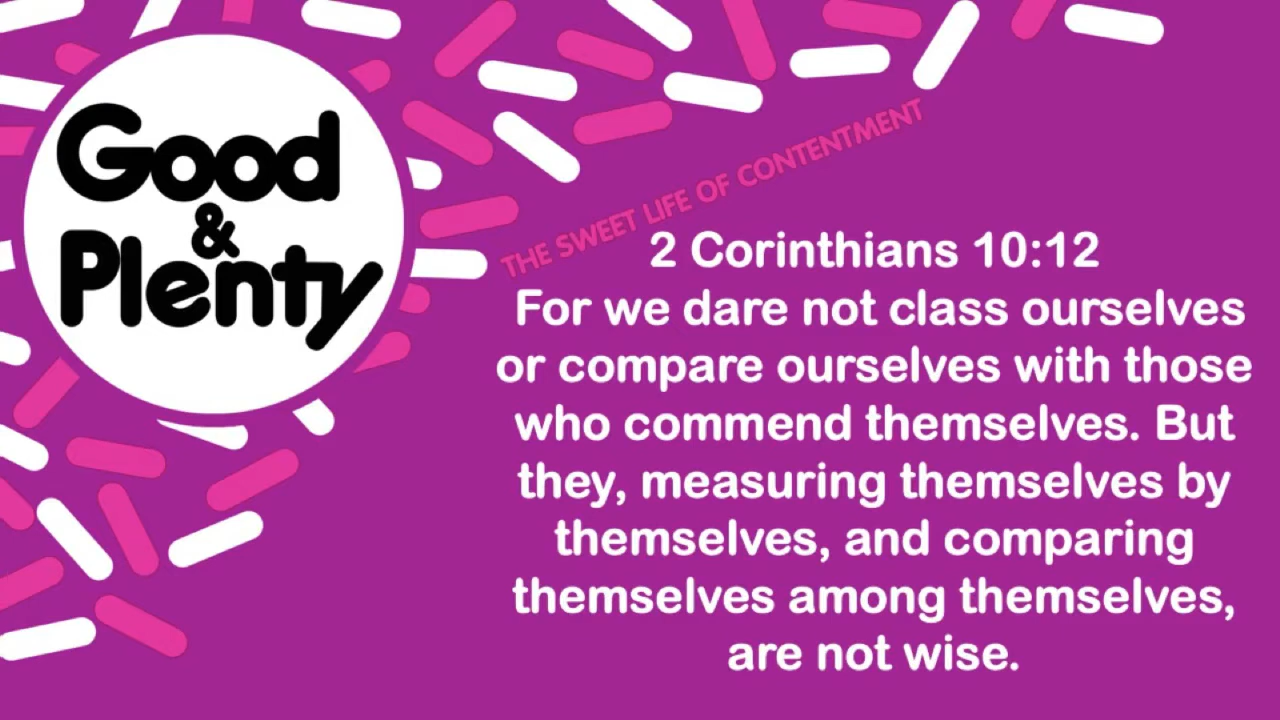 Good
&
Plenty
THE SWEET LIFE OF CONTENTMENT
2 Corinthians 10:12
For we dare not class ourselves
or compare ourselves with those
who commend themselves. But
they, measuring themselves by
themselves, and comparing
themselves among themselves,
are not wise.